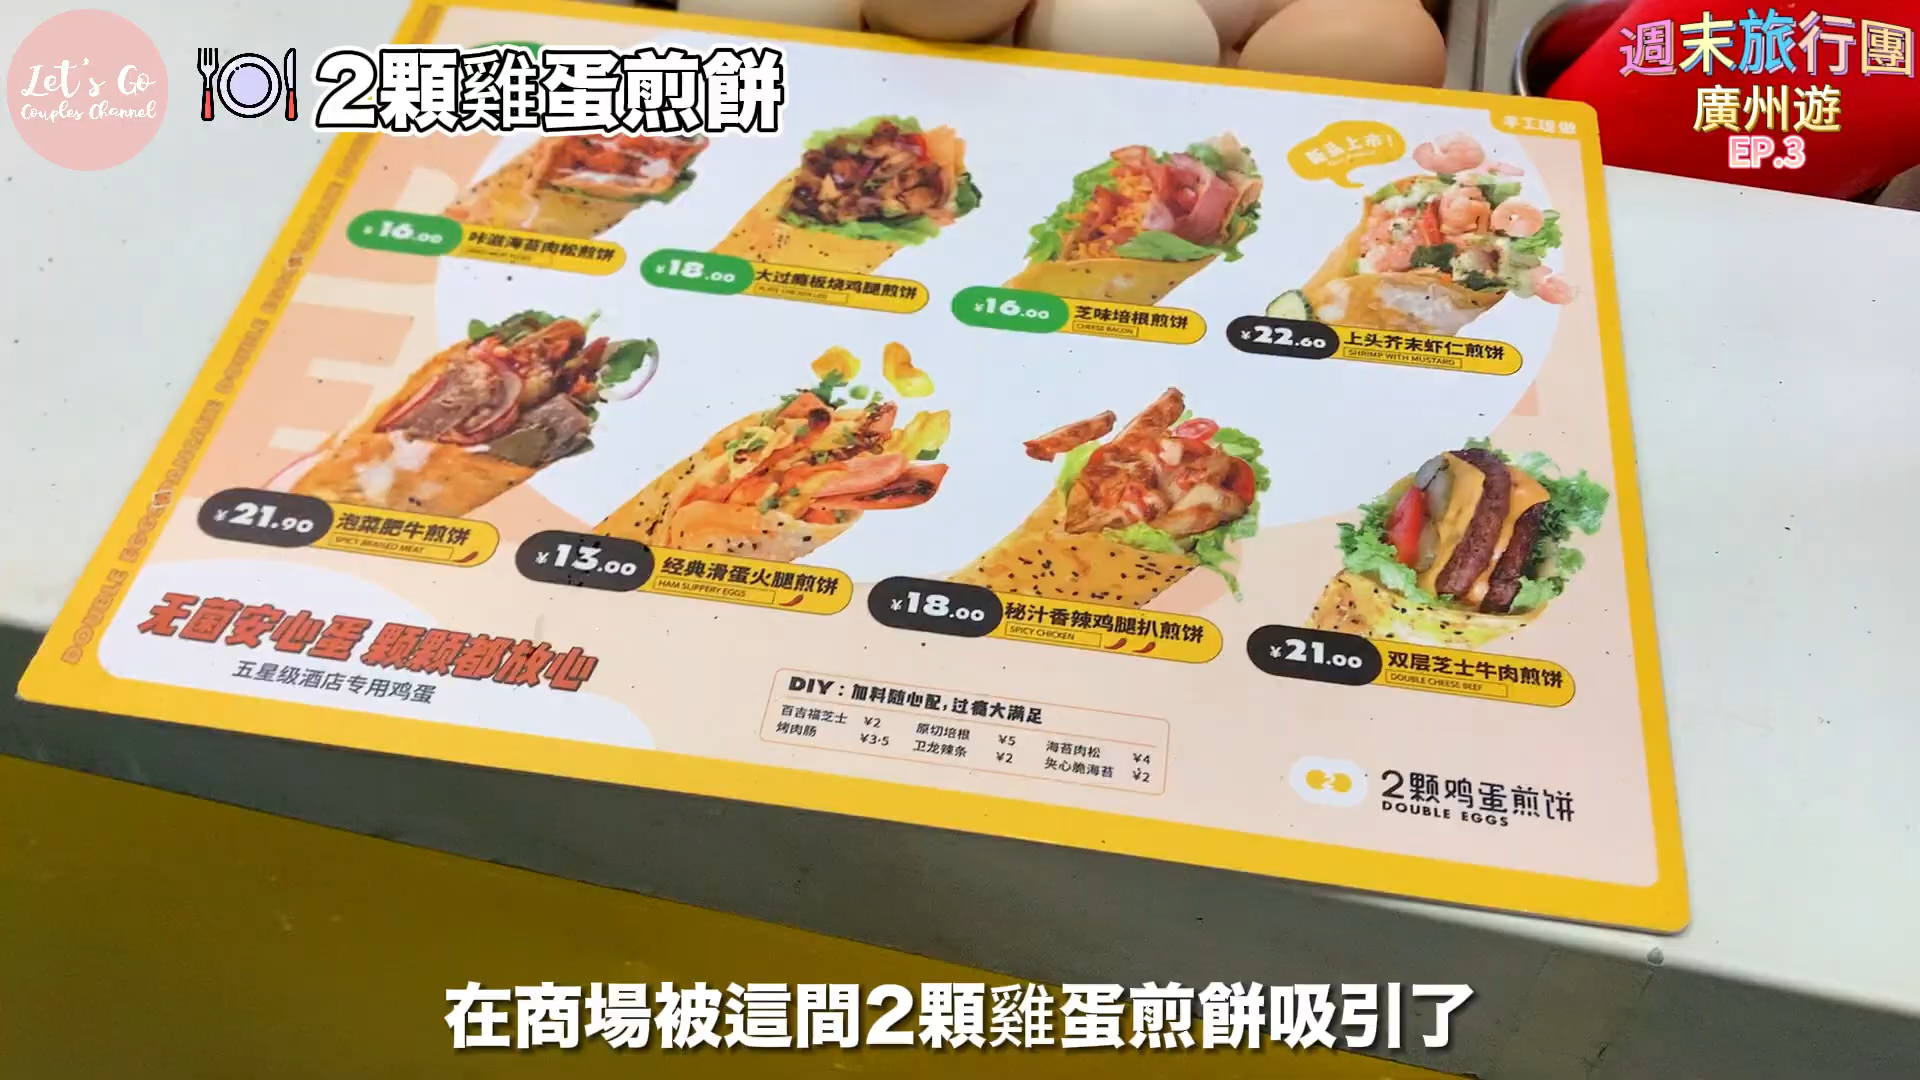 Let's Go
Couples Channel
2顆雞蛋煎餅
週末旅行團
廣州遊
EP.3
手工现做
新品上市!
¥16.00 咔滋海苔肉松煎饼
¥18.00 大过瘾板烧鸡腿煎饼
¥16.00 芝味培根煎饼
CHEESE BACON
¥22.60 上头芥末虾仁煎饼
SHRIMP WITH MUSTARD
¥21.90 泡菜肥牛煎饼
SPICY BRAISED MEAT
¥13.00 经典滑蛋火腿煎饼
HAM SLIPPERY EGGS
¥18.00 秘汁香辣鸡腿扒煎饼
SPICY CHICKEN
¥21.00 双层芝士牛肉煎饼
DOUBLE CHEESE BEEF
无菌安心蛋 颗颗都放心
五星级酒店专用鸡蛋
DIY：加料随心配，过瘾大满足
百吉福芝士 ¥2 原切培根 ¥5 海苔肉松 ¥4
烤肉肠 ¥3.5 卫龙辣条 ¥2 夹心脆海苔 ¥2
2颗鸡蛋煎饼
DOUBLE EGGS
在商場被這間2顆雞蛋煎餅吸引了